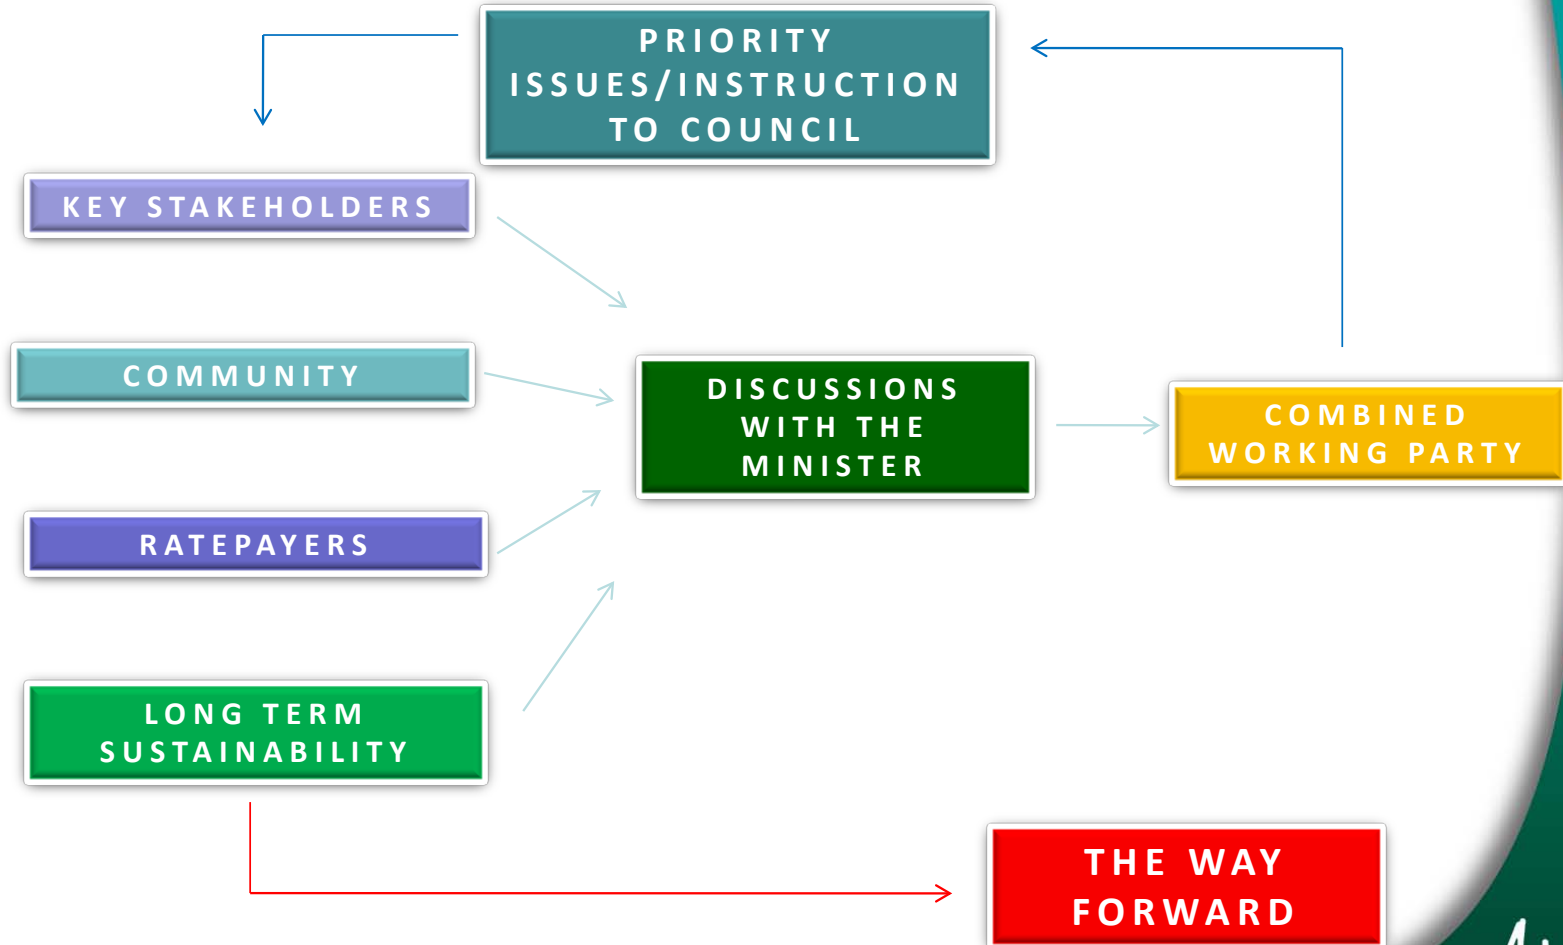 PRIORITY
ISSUES/INSTRUCTION
TO COUNCIL
KEY STAKEHOLDERS
COMMUNITY
DISCUSSIONS
WITH THE
MINISTER
COMBINED
WORKING PARTY
RATEPAYERS
LONG TERM
SUSTAINABILITY
THE WAY
FORWARD